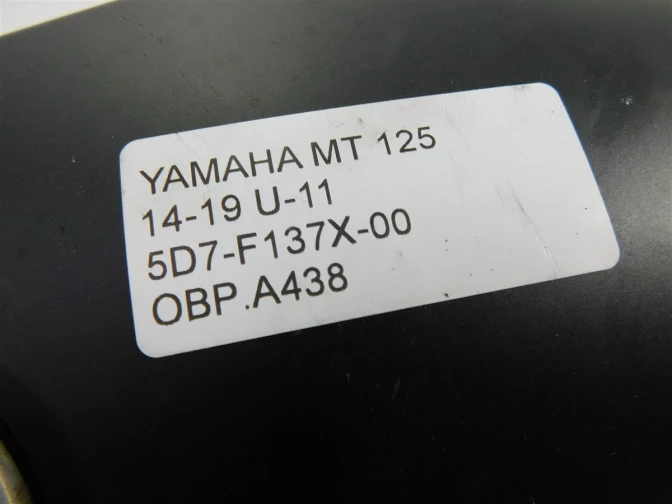 YAMAHA MT 125
14-19 U-11
5D7-F137X-00
OBP.A438